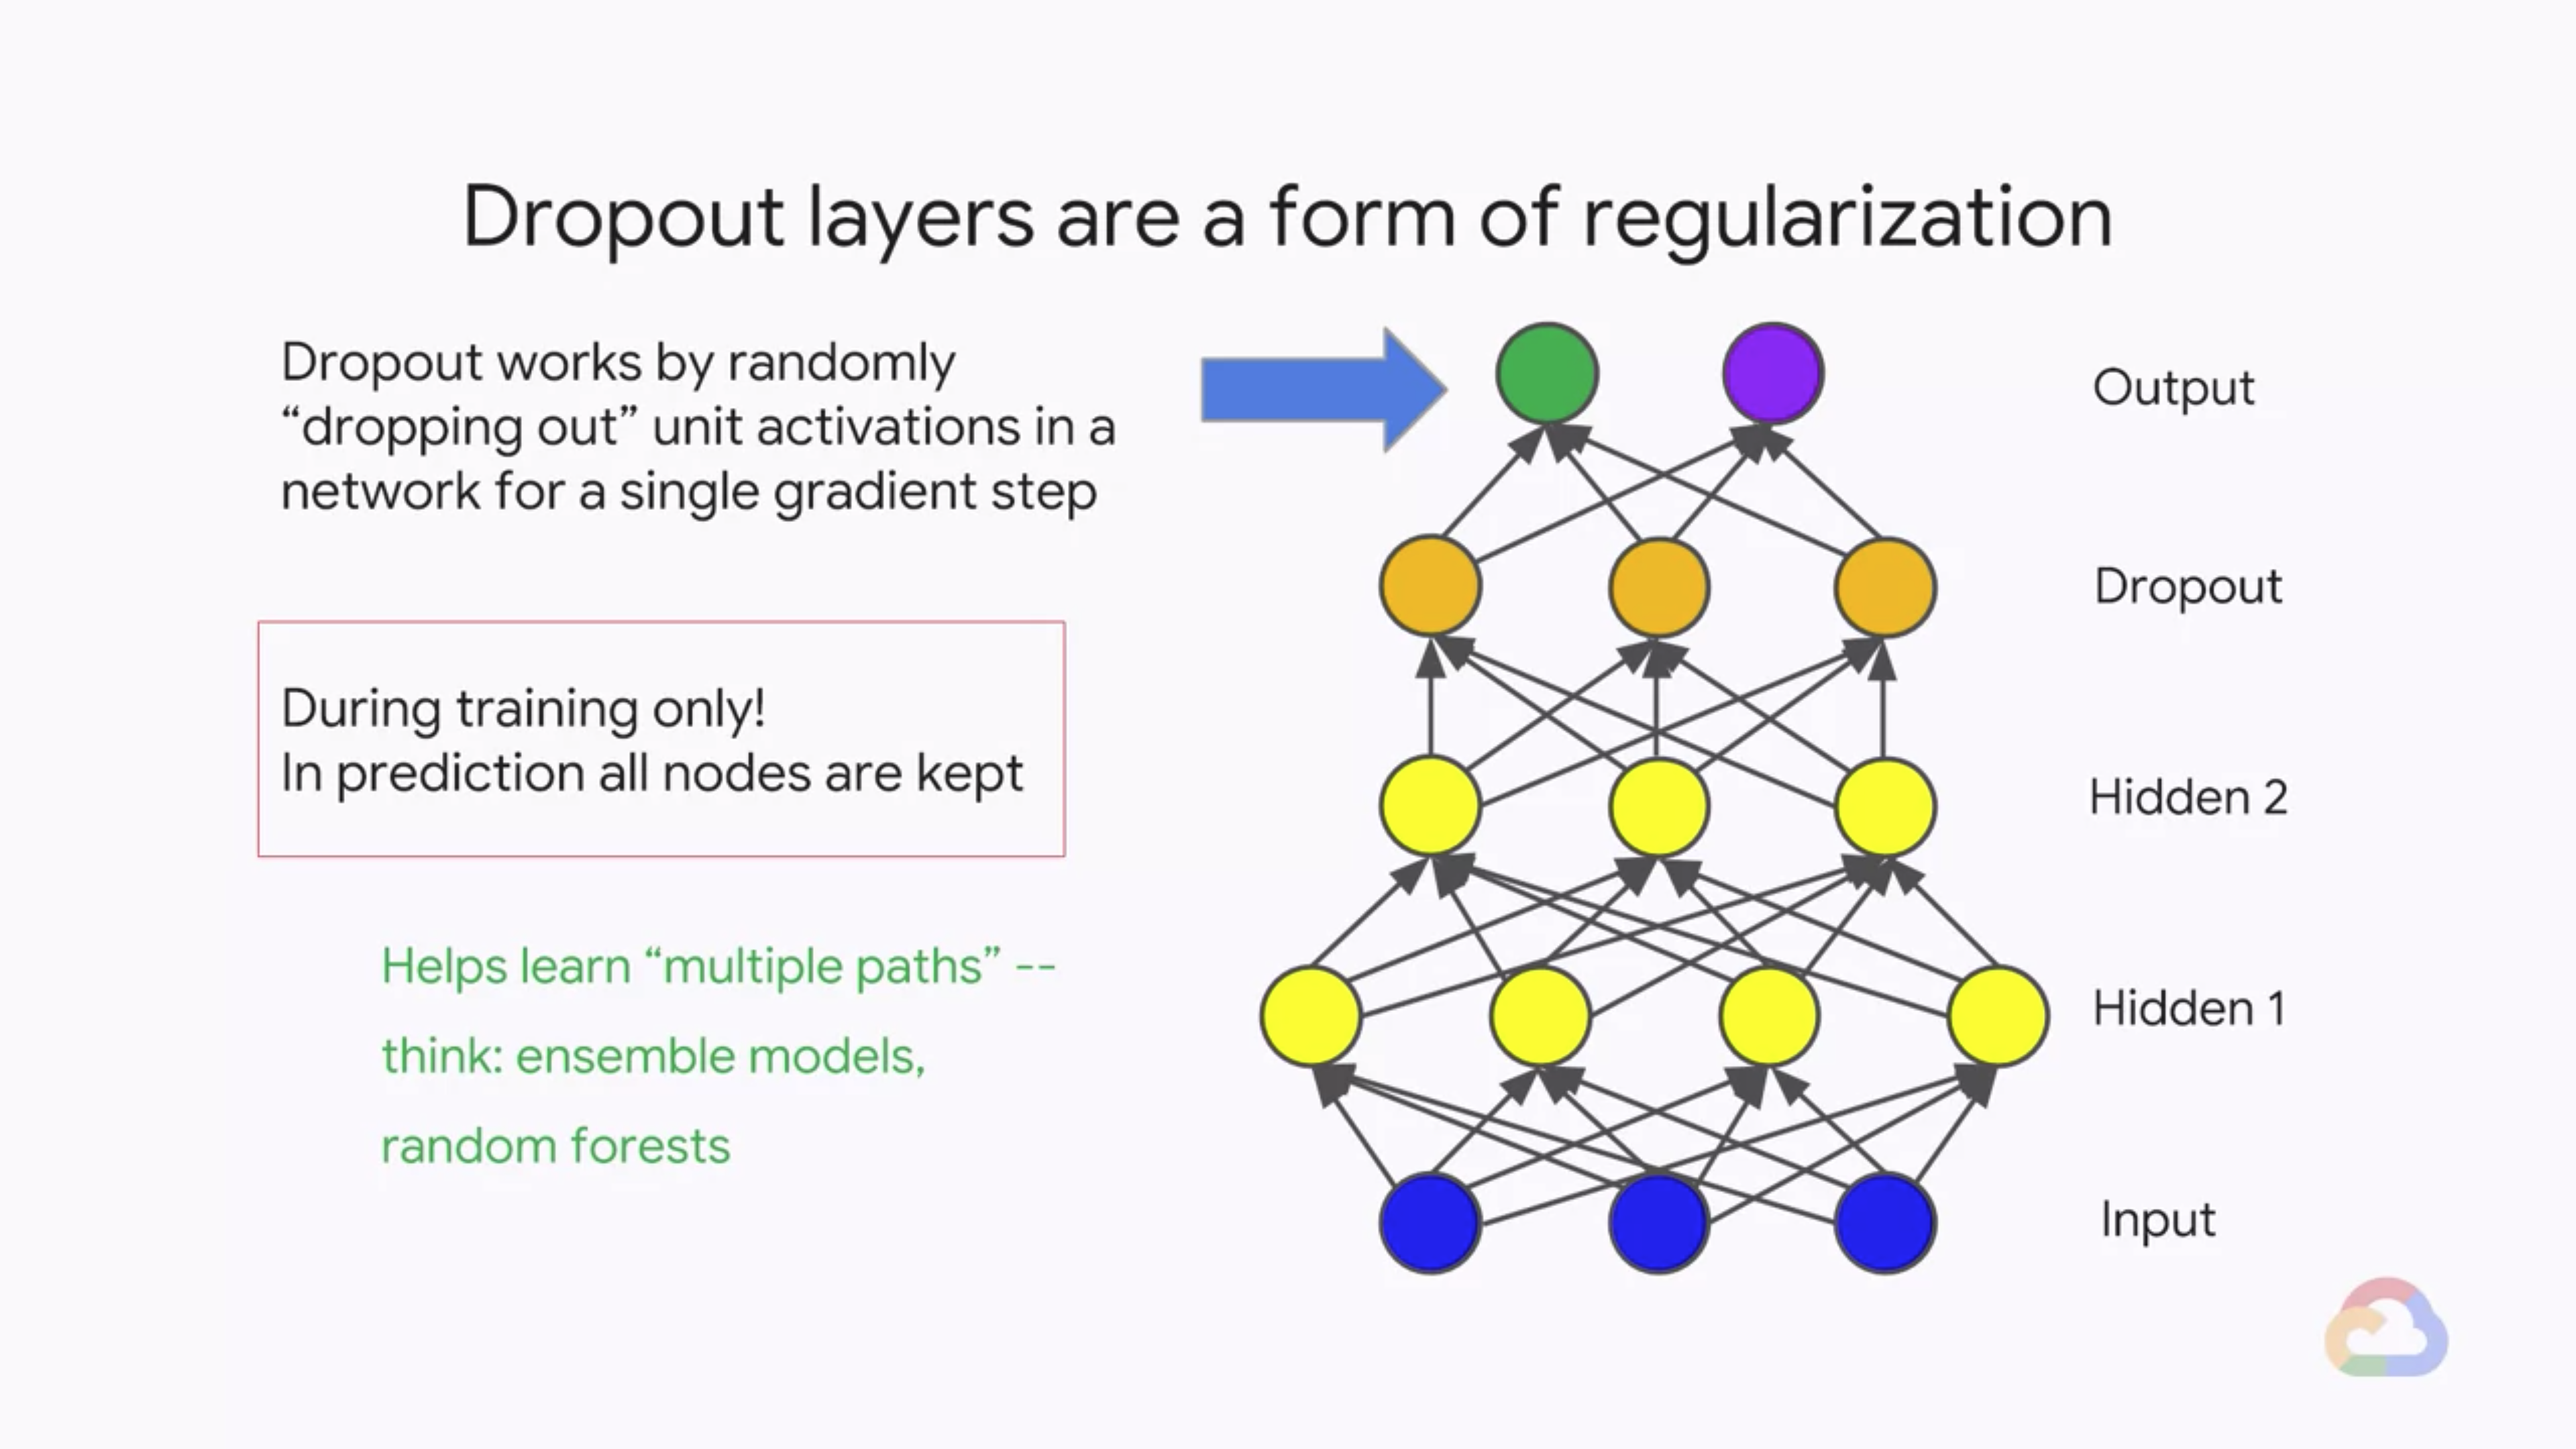 Dropout layers are a form of regularization
Dropout works by randomly
“dropping out” unit activations in a
network for a single gradient step
During training only!
In prediction all nodes are kept
Helps learn “multiple paths” --
think: ensemble models,
random forests
Output
Dropout
Hidden 2
Hidden 1
Input